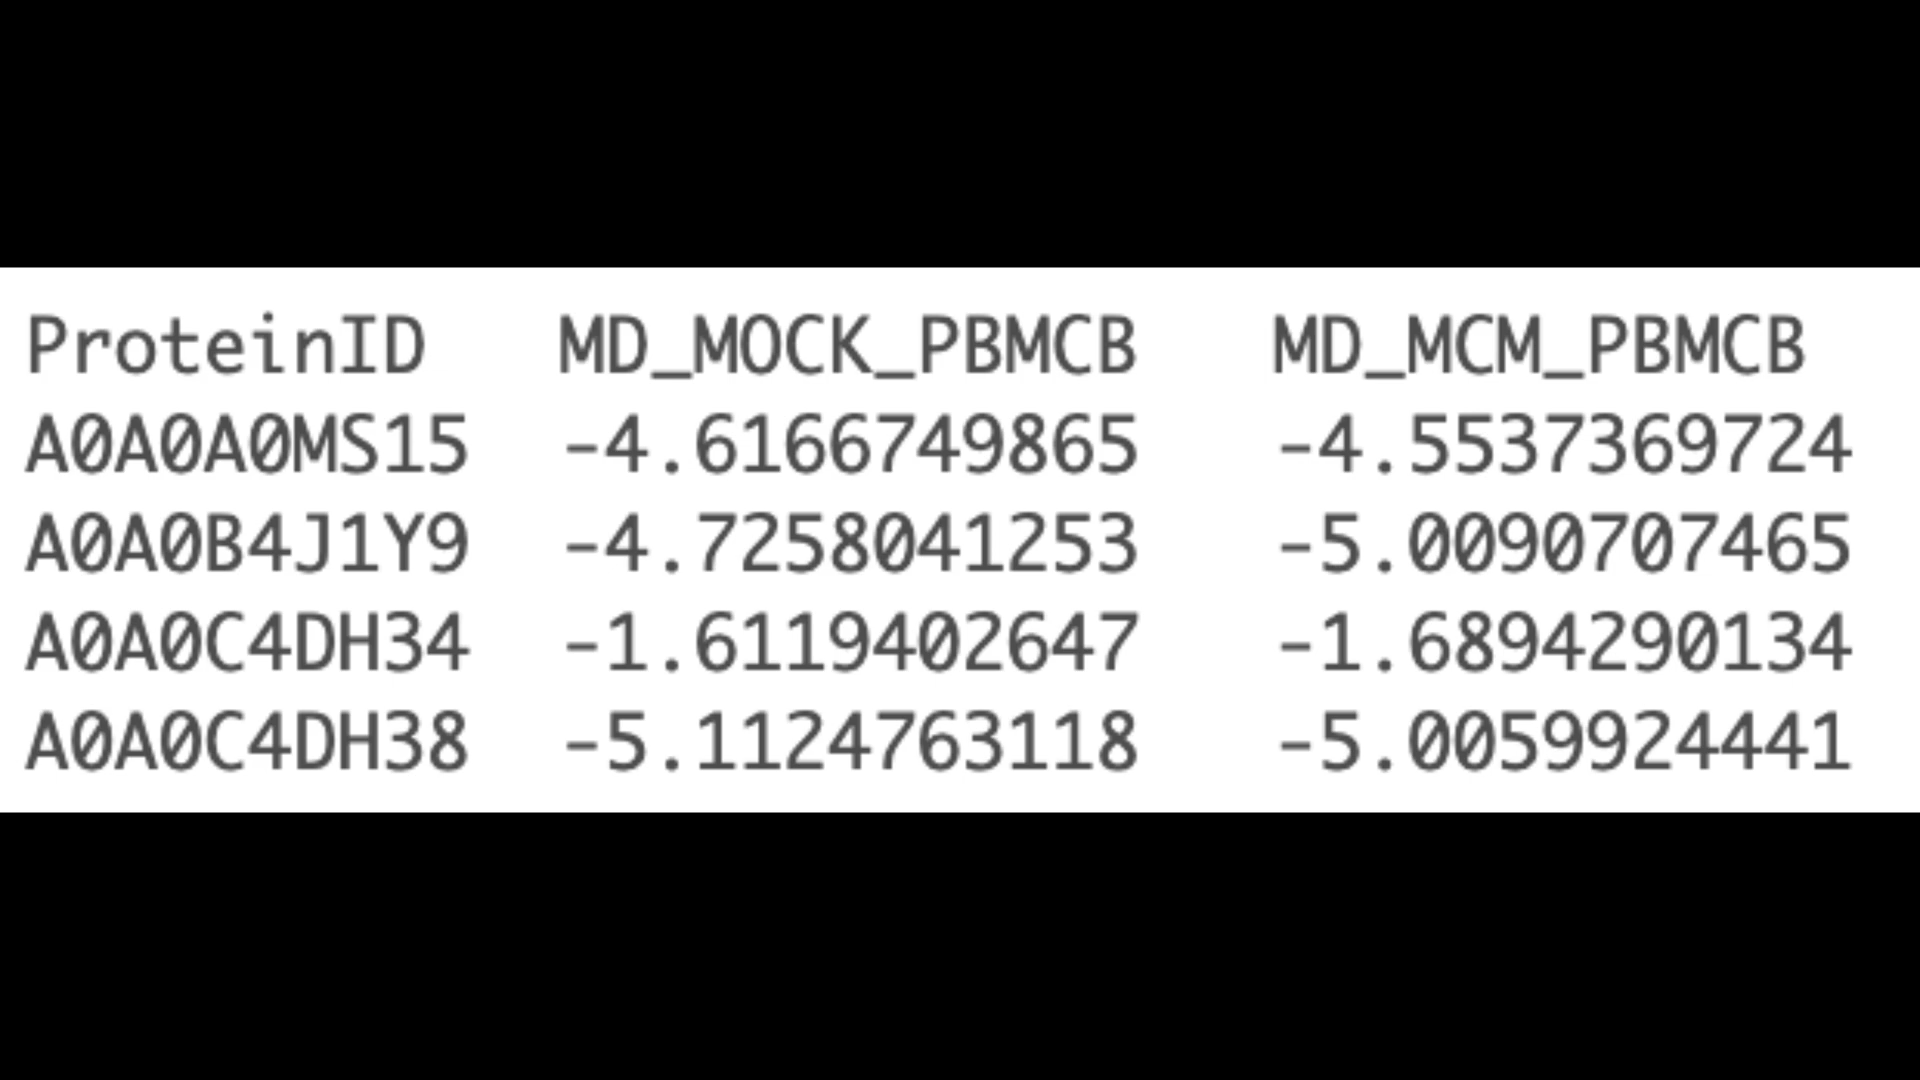 ProteinID MD_MOCK_PBMCB MD_MCM_PBMCB
A0A0A0MS15 -4.6166749865 -4.5537369724
A0A0B4J1Y9 -4.7258041253 -5.0090707465
A0A0C4DH34 -1.6119402647 -1.6894290134
A0A0C4DH38 -5.1124763118 -5.0059924441